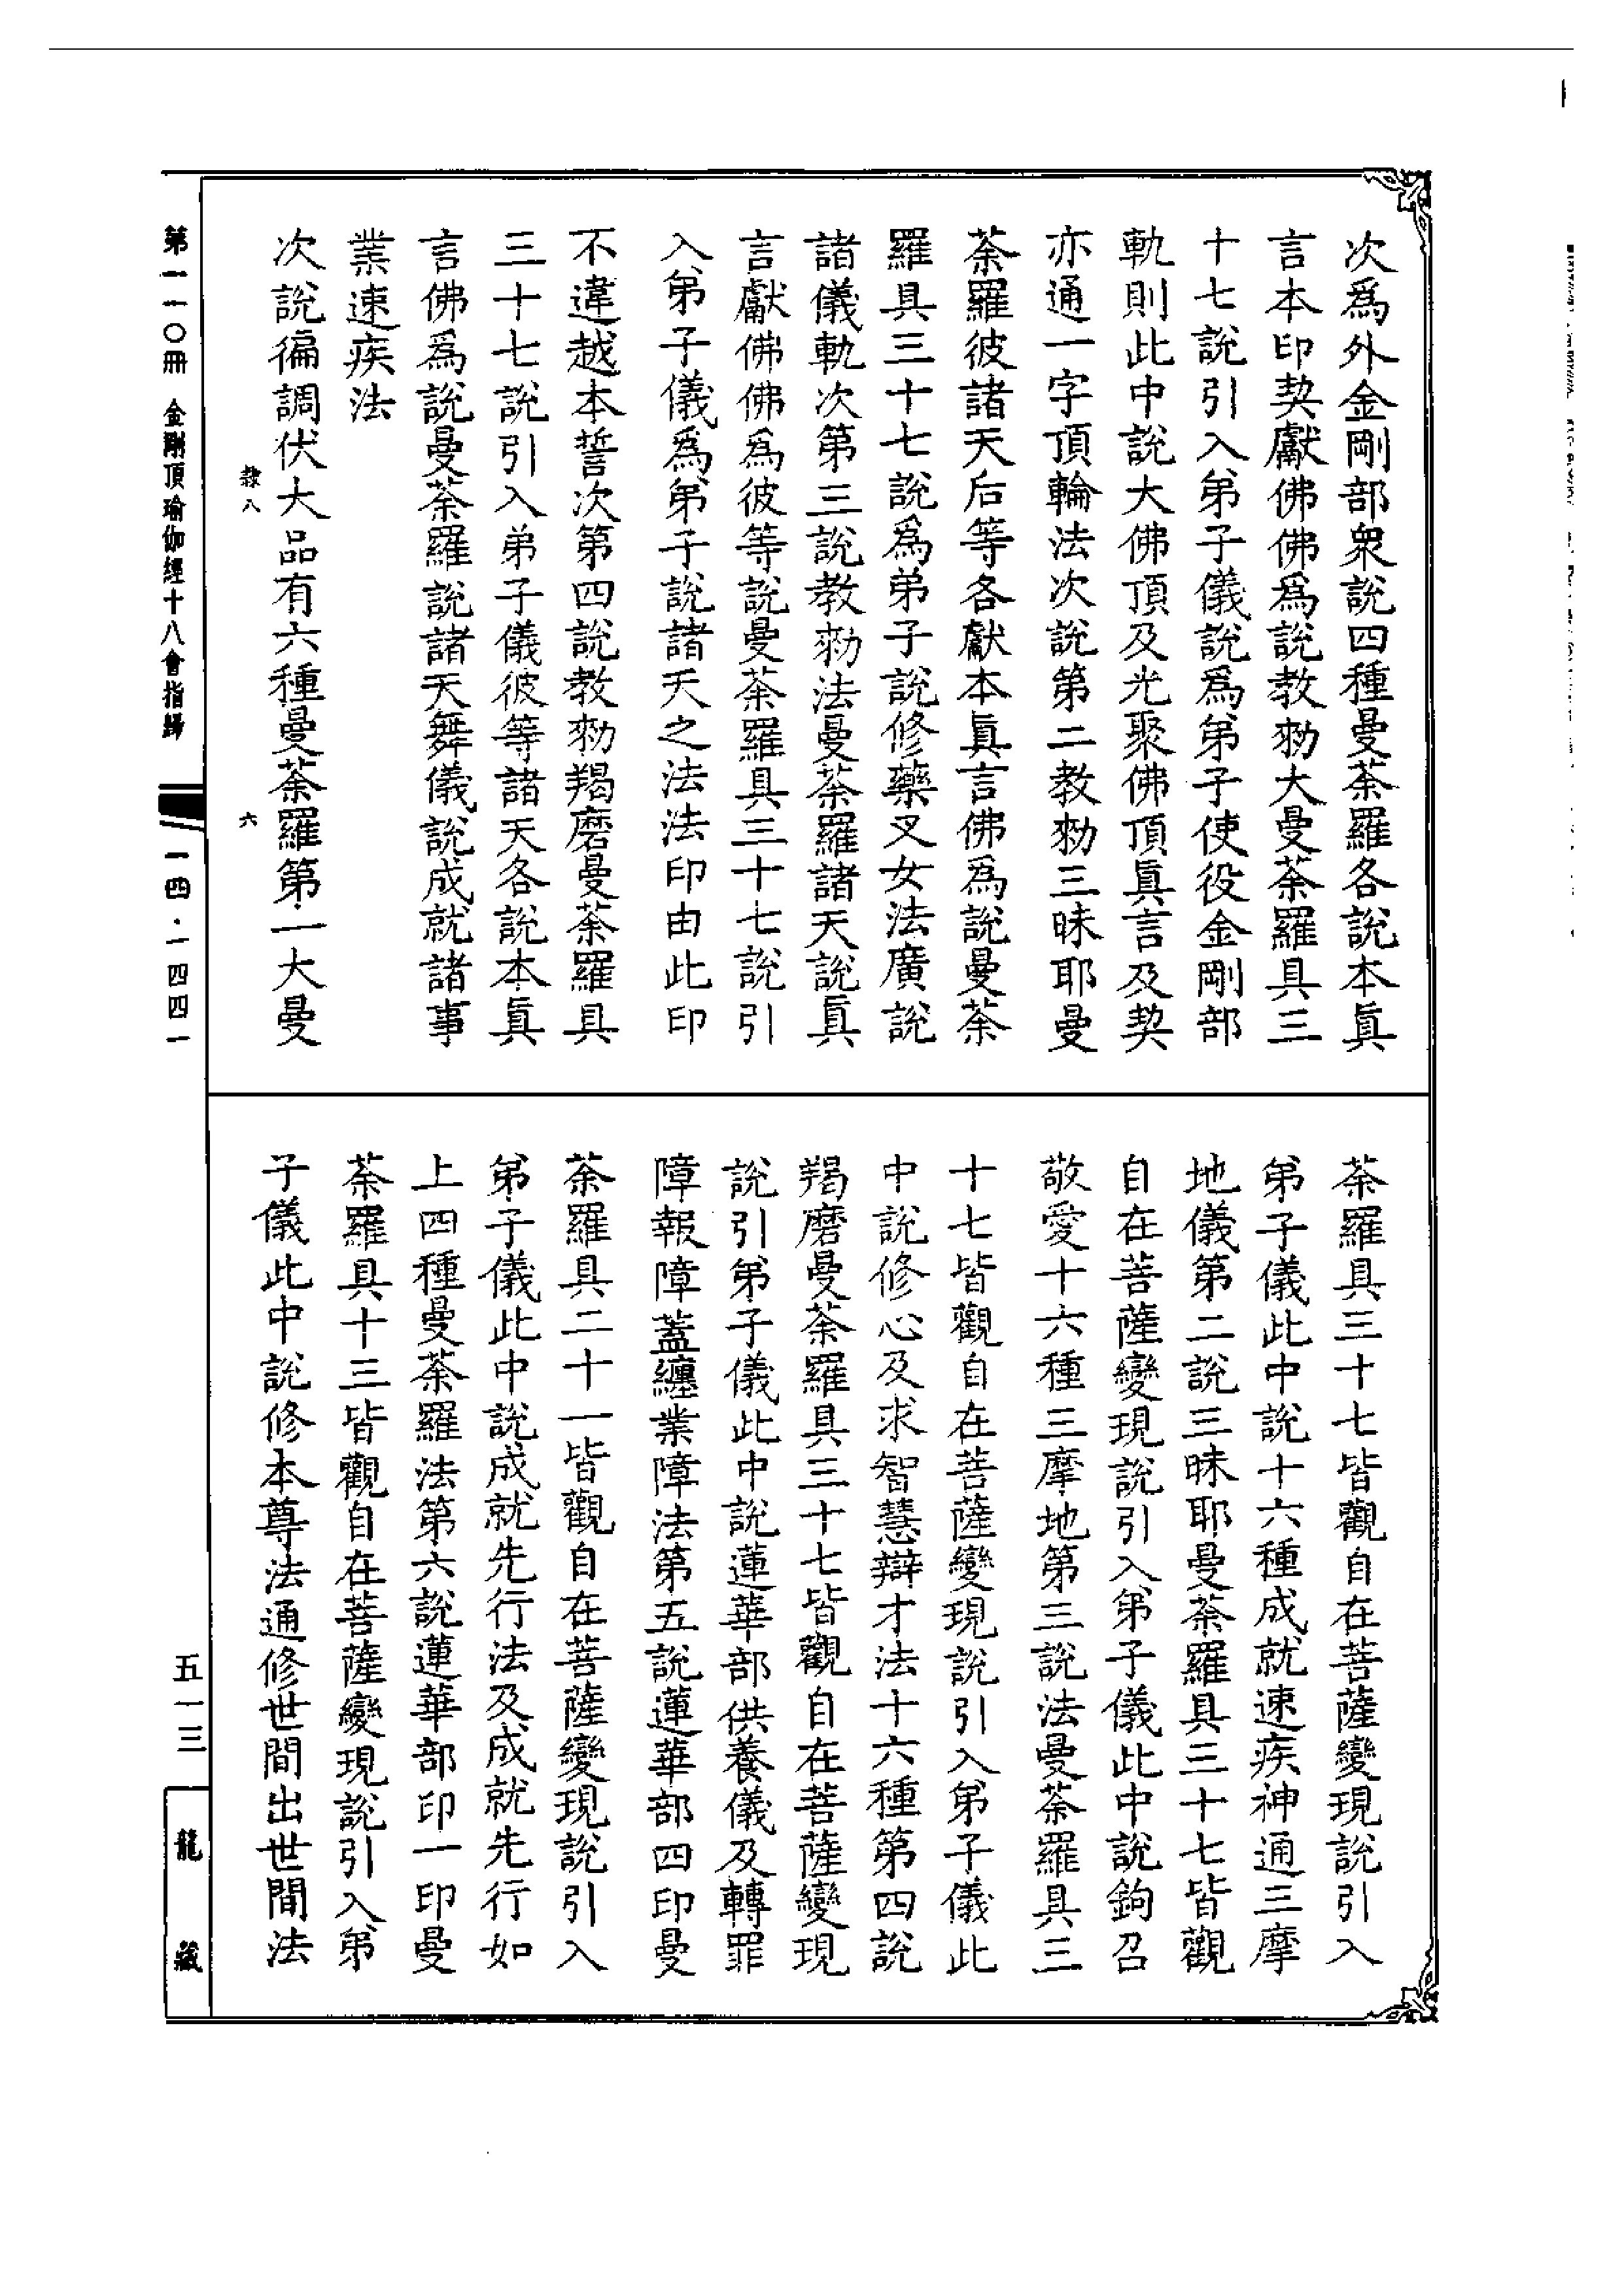 次爲外金剛部衆說四種曼荼羅各說本眞
言本印契獻佛佛爲說教勑大曼荼羅具三
十七說引入弟子儀說爲弟子使役金剛部
軌則此中說大佛頂及光聚佛頂眞言及契
亦通一字頂輪法次說第二教勑三昧耶曼
荼羅彼諸天后等各獻本眞言佛爲說曼荼
羅具三十七說爲弟子說修藥叉女法廣說
諸儀軌次第三說教勑法曼荼羅諸天說眞
言獻佛佛爲彼等說曼荼羅具三十七說引
入弟子儀爲弟子說諸天之法法印由此印
不違越本誓次第四說教勑羯磨曼荼羅具
三十七說引入弟子儀彼等諸天各說本眞
言佛爲說曼荼羅說諸天舞儀說成就諸事
業速疾法
次說徧調伏大品有六種曼荼羅第一大曼
隸八 六
荼羅具三十七皆觀自在菩薩變現說引入
弟子儀此中說十六種成就速疾神通三摩
地儀第二說三昧耶曼荼羅具三十七皆觀
自在菩薩變現說引入弟子儀此中說鉤召
敬愛十六種三摩地第三說法曼荼羅具三
十七皆觀自在菩薩變現說引入弟子儀此
中說修心及求智慧辯才法十六種第四說
羯磨曼荼羅具三十七皆觀自在菩薩變現
說引弟子儀此中說蓮華部供養儀及轉罪
障報障蓋纏業障法第五說蓮華部四印曼
荼羅具二十一皆觀自在菩薩變現說引入
弟子儀此中說成就先行法及成就先行如
上四種曼荼羅法第六說蓮華部印一印曼
荼羅具十三皆觀自在菩薩變現說引入弟
子儀此中說修本尊法通修世間出世間法
第一一〇冊 金剛頂瑜伽經十八會指歸
一四·一四四一
五一三
龍藏